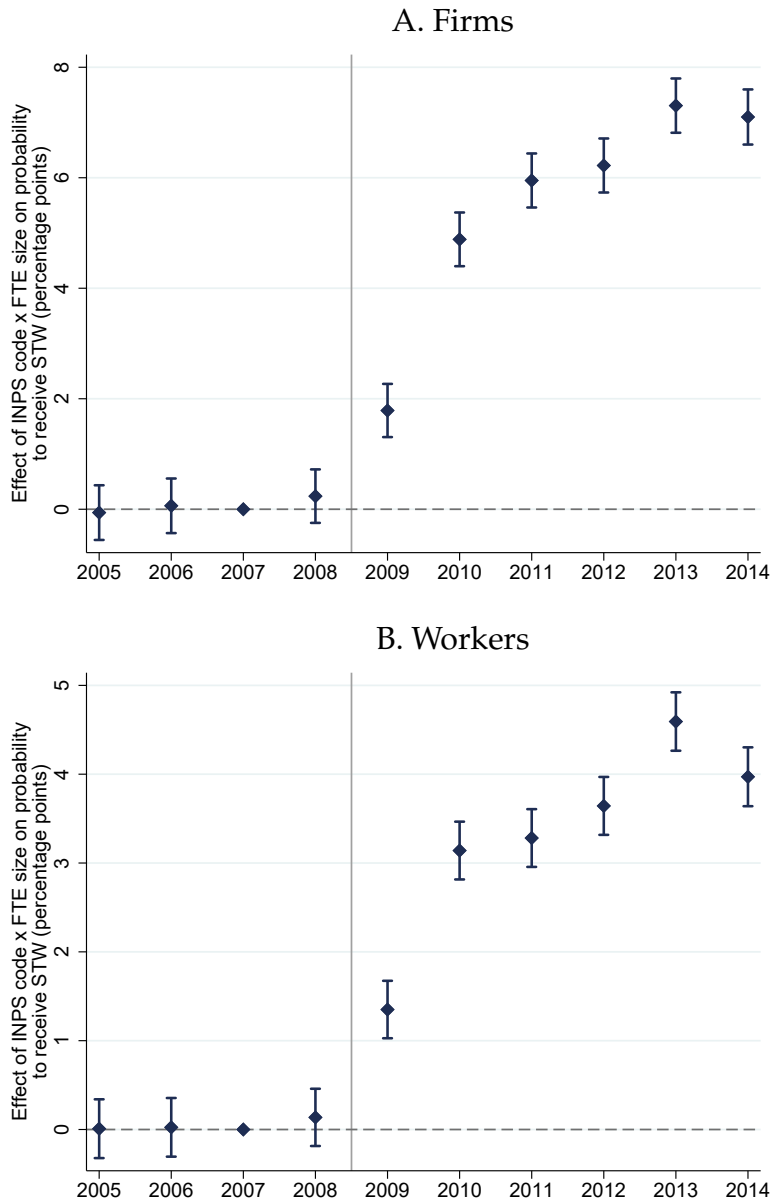 A. Firms
Effect of INPS code x FTE size on probability
to receive STW (percentage points)
8
6
4
2
0
2005 2006 2007 2008 2009 2010 2011 2012 2013 2014
B. Workers
Effect of INPS code x FTE size on probability
to receive STW (percentage points)
5
4
3
2
1
0
2005 2006 2007 2008 2009 2010 2011 2012 2013 2014